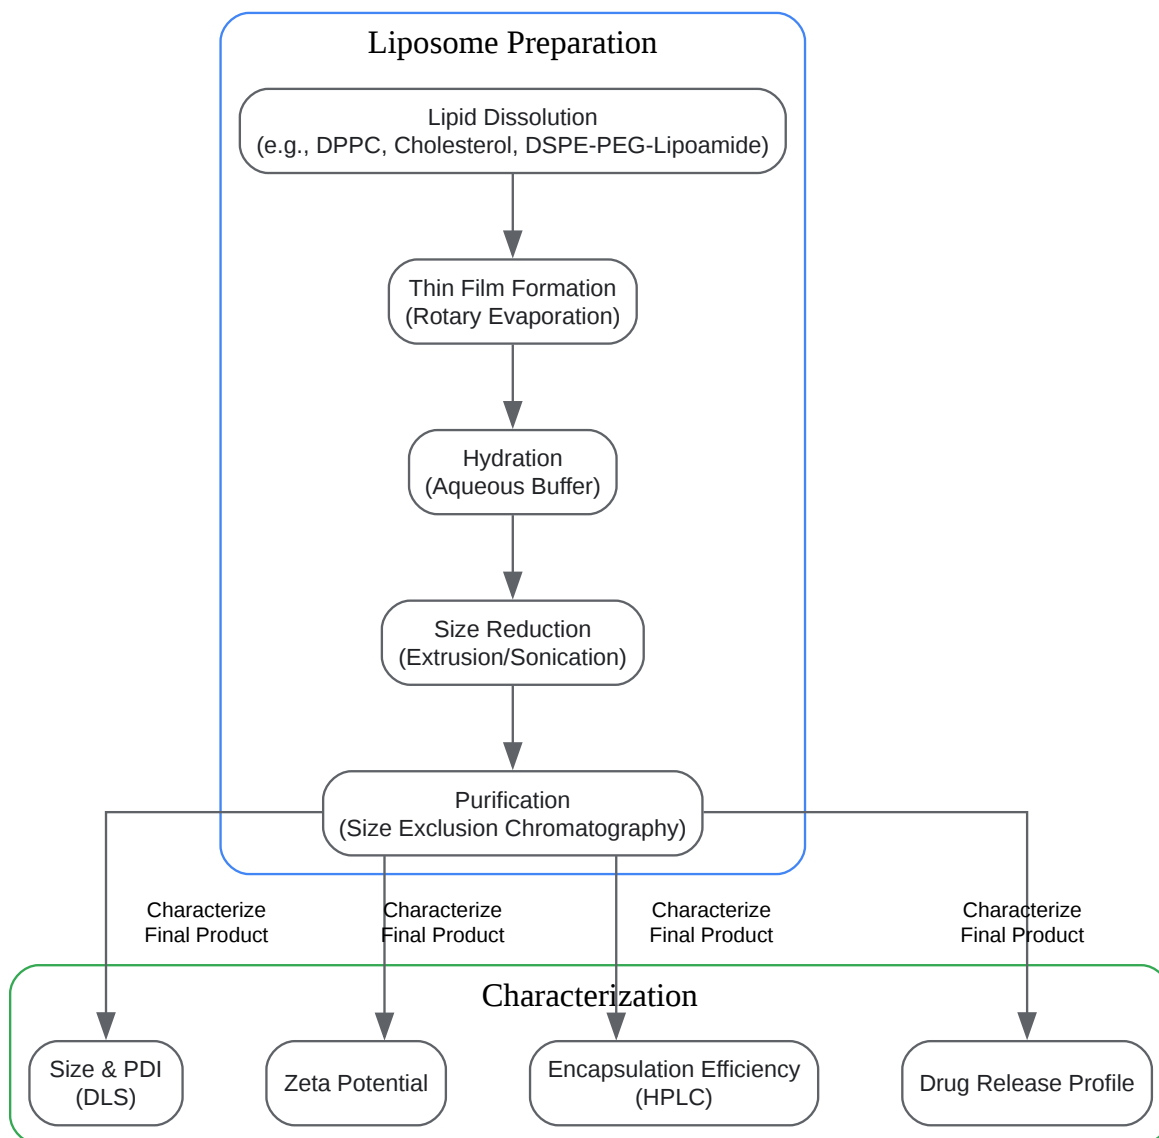 Liposome Preparation
Lipid Dissolution
(e.g., DPPC, Cholesterol, DSPE-PEG-Lipoamide)
Thin Film Formation
(Rotary Evaporation)
Hydration
(Aqueous Buffer)
Size Reduction
(Extrusion/Sonication)
Purification
(Size Exclusion Chromatography)
Characterize
Final Product
Characterize
Final Product
Characterize
Final Product
Characterize
Final Product
Characterization
Size & PDI
(DLS)
Zeta Potential
Encapsulation Efficiency
(HPLC)
Drug Release Profile